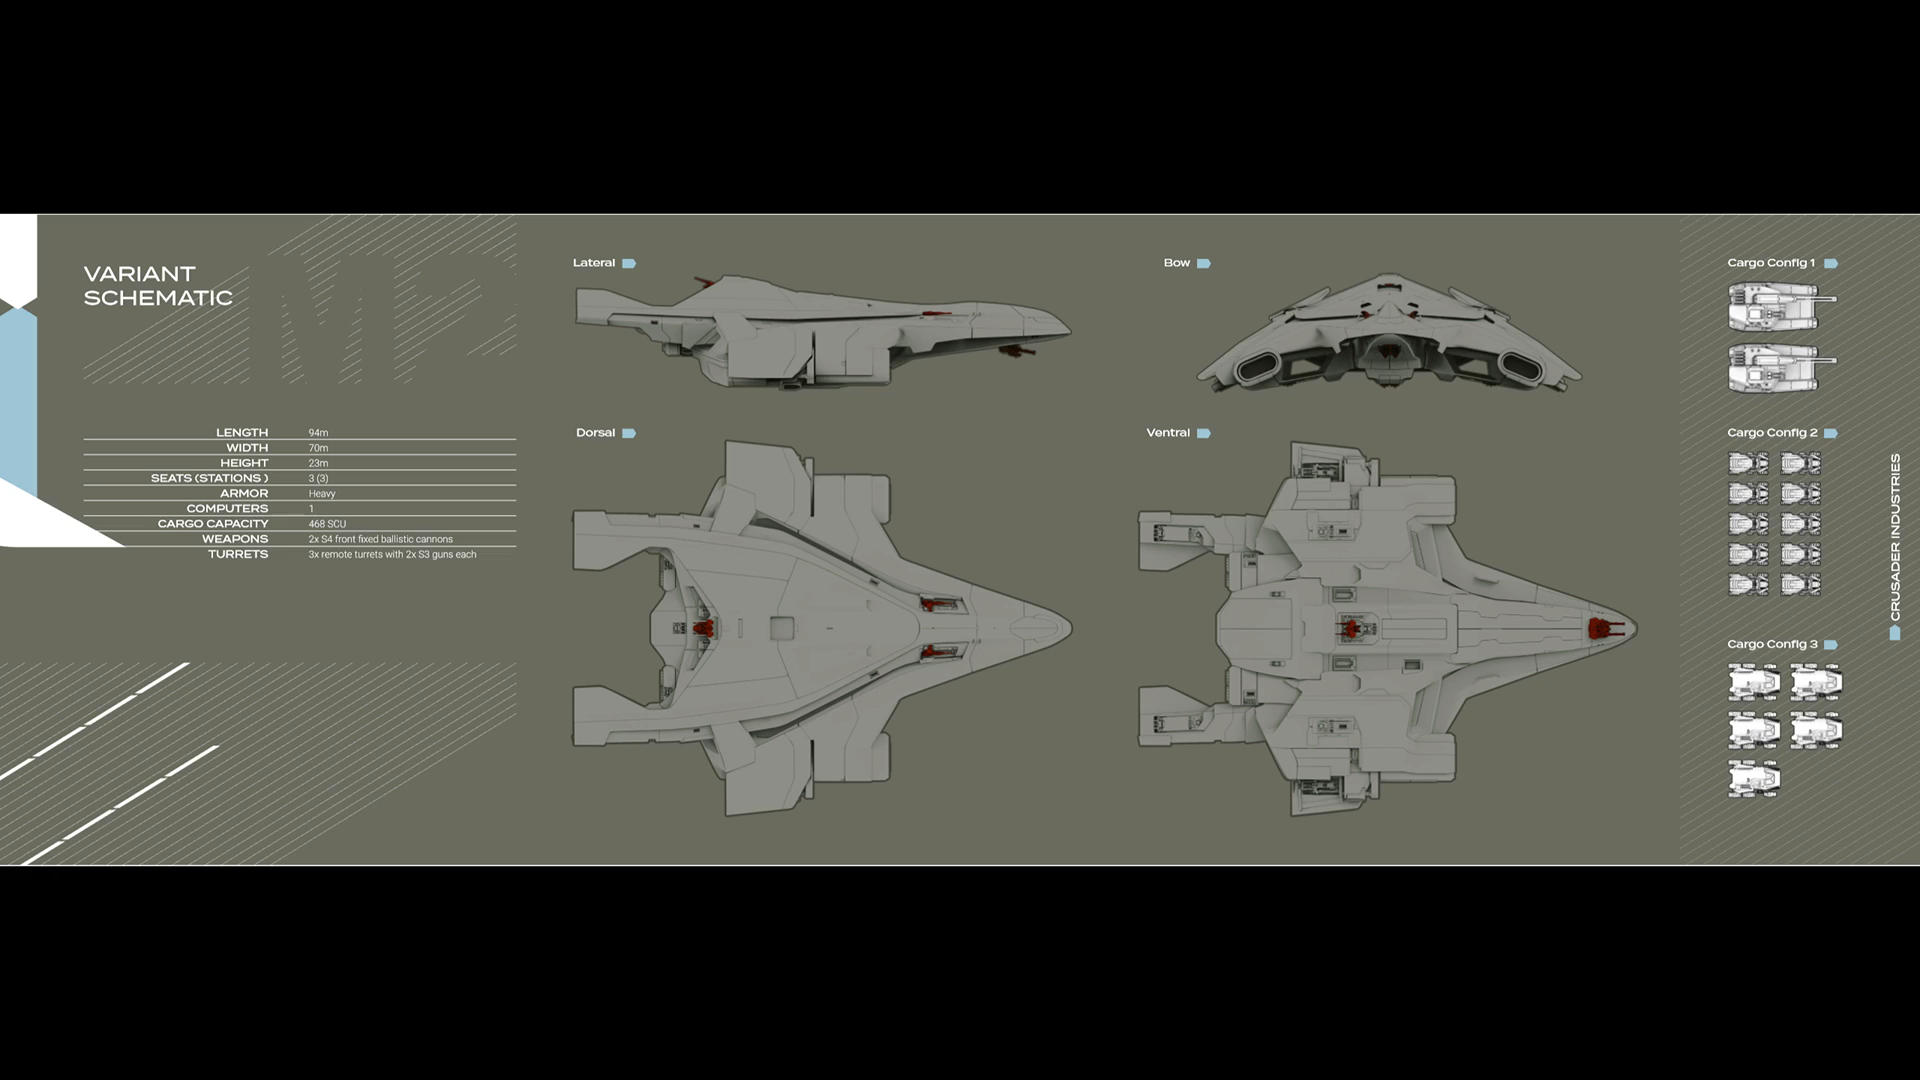 VARIANT
SCHEMATIC
M2
LENGTH 94m
WIDTH 70m
HEIGHT 23m
SEATS (STATIONS ) 3 (3)
ARMOR Heavy
COMPUTERS 1
CARGO CAPACITY 468 SCU
WEAPONS 2x S4 front fixed ballistic cannons
TURRETS 3x remote turrets with 2x S3 guns each
Lateral
Bow
Dorsal
Ventral
Cargo Config 1
Cargo Config 2
Cargo Config 3
CRUSADER INDUSTRIES